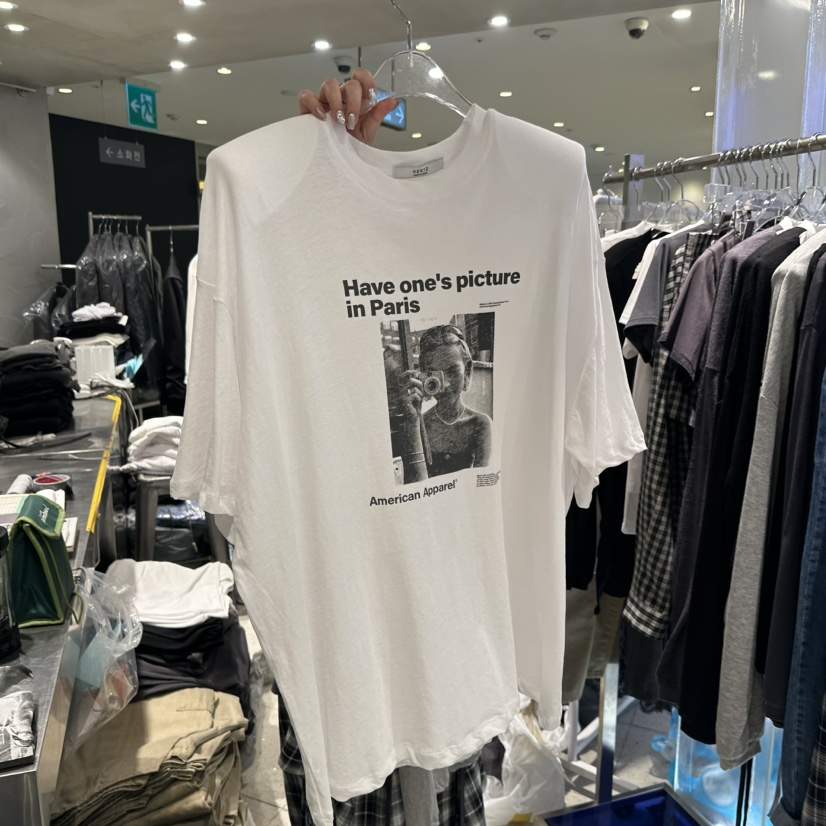 ← 소화전
Have one's picture
in Paris
American Apparel